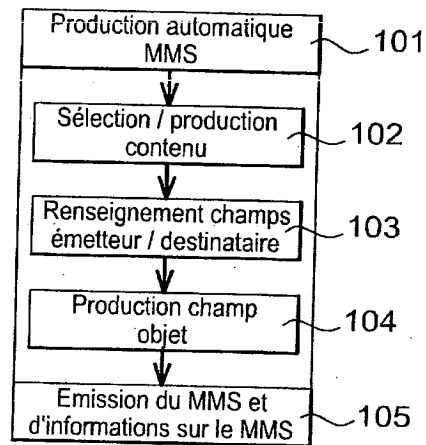 Production automatique
MMS
101
Sélection / production
contenu
102
Renseignement champs
émetteur / destinataire
103
Production champ
objet
104
Emission du MMS et
d'informations sur le MMS
105